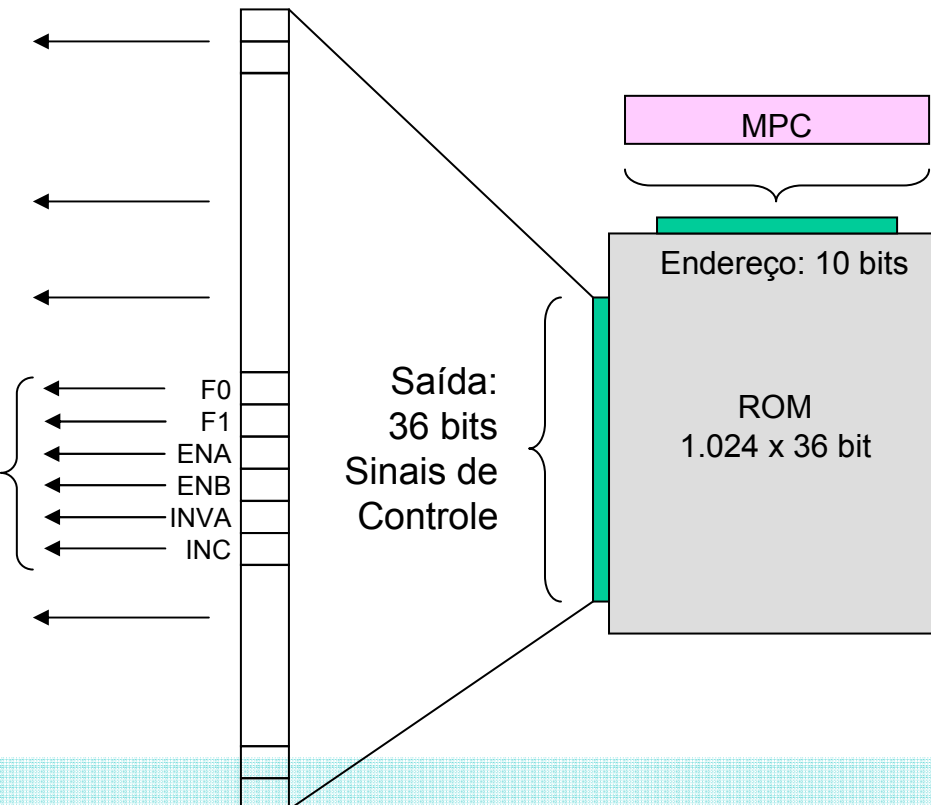 MPC
Endereço: 10 bits
F0
F1
ENA
ENB
INVA
INC
Saída:
36 bits
Sinais de
Controle
ROM
1.024 x 36 bit